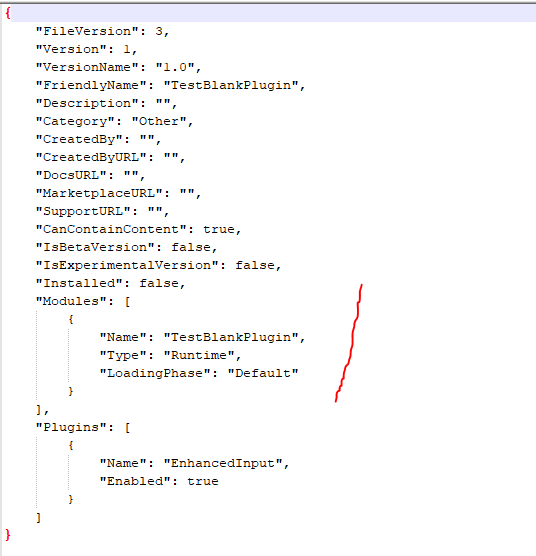 {
"FileVersion": 3,
"Version": 1,
"VersionName": "1.0",
"FriendlyName": "TestBlankPlugin",
"Description": "",
"Category": "Other",
"CreatedBy": "",
"CreatedByURL": "",
"DocsURL": "",
"MarketplaceURL": "",
"SupportURL": "",
"CanContainContent": true,
"IsBetaVersion": false,
"IsExperimentalVersion": false,
"Installed": false,
"Modules": [
{
"Name": "TestBlankPlugin",
"Type": "Runtime",
"LoadingPhase": "Default"
}
],
"Plugins": [
{
"Name": "EnhancedInput",
"Enabled": true
}
]
}